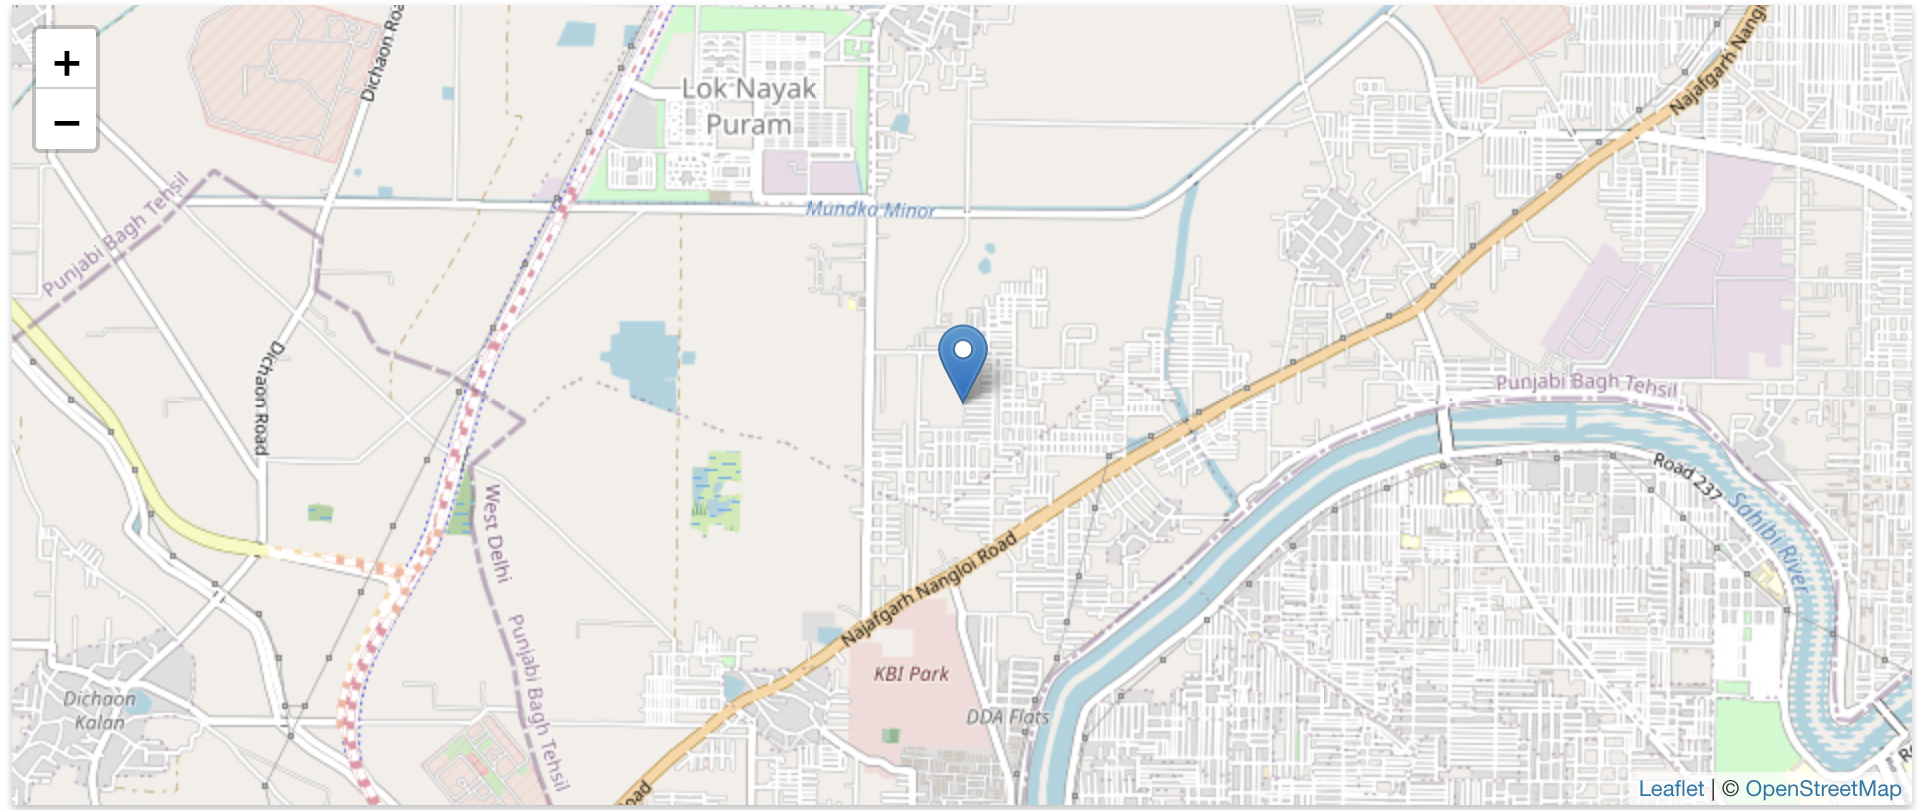 +
−
Dichaon Roa
Lok Nayak
Puram
Najafgarh Nangl
Punjabi Bagh Tehsil
Mundka Minor
Dichaon Road
Punjabi Bagh Tehsil
Road 237
Sahibi River
West Delhi
Najafgarh Nangloi Road
Punjabi Bagh Tehsil
KBI Park
Dichaon
Kalan
DDA Flats
oad
Leaflet | © OpenStreetMap